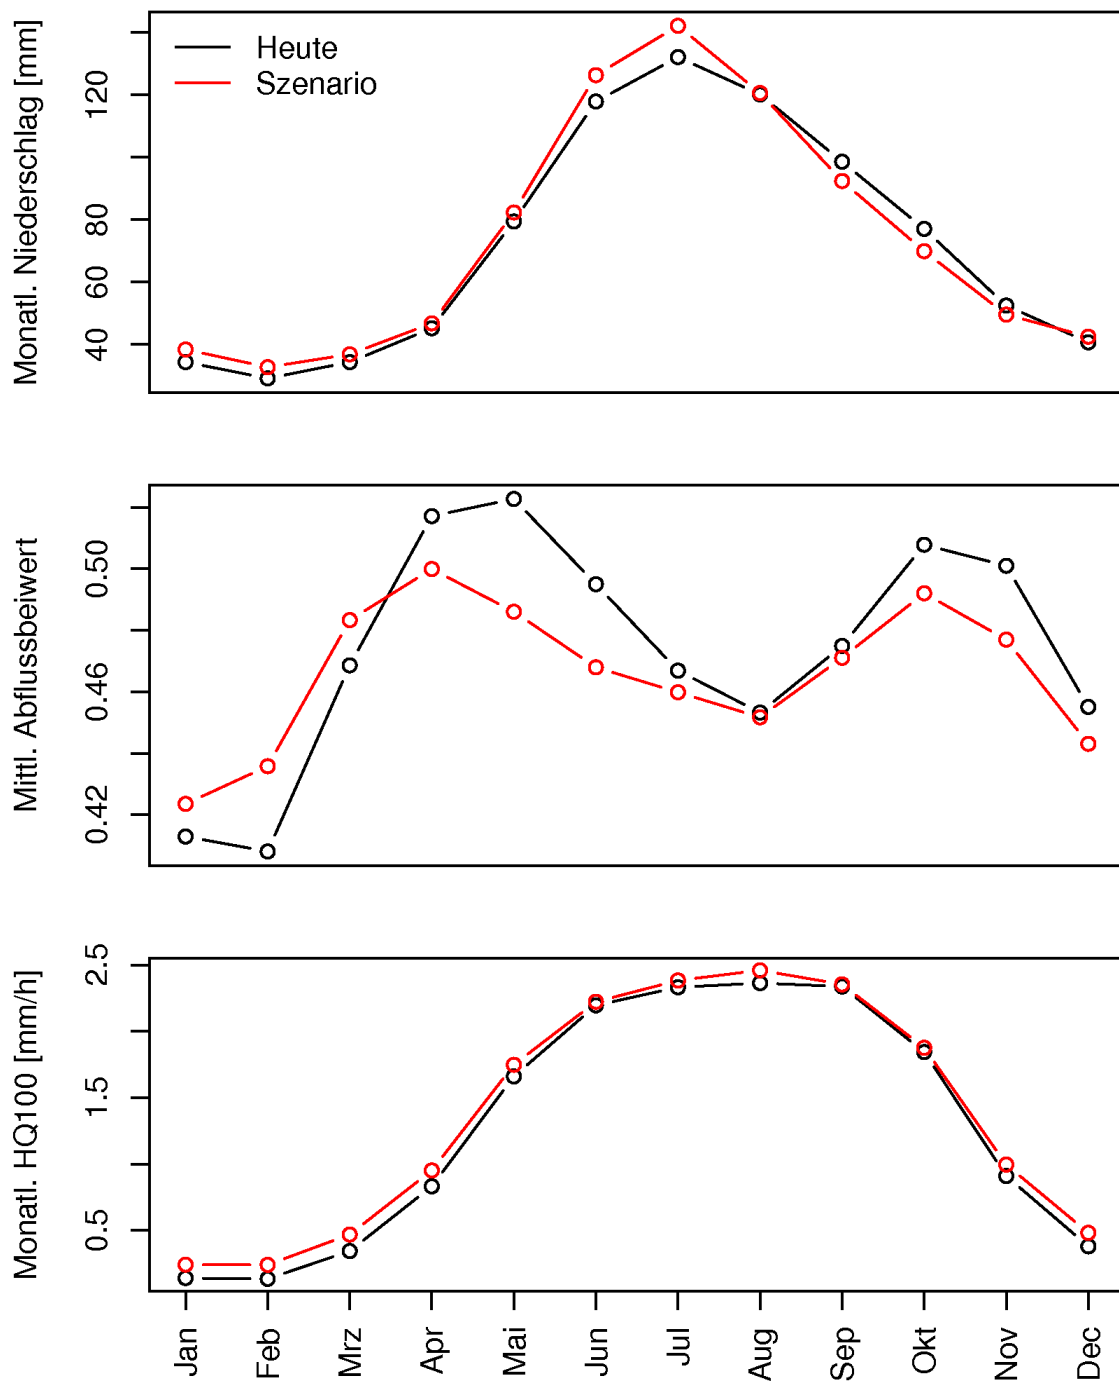 Monatl. Niederschlag [mm]
120
80
60
40
Heute
Szenario
Mittl. Abflussbeiwert
0.50
0.46
0.42
Monatl. HQ100 [mm/h]
2.5
1.5
0.5
Jan Feb Mrz Apr Mai Jun Jul Aug Sep Okt Nov Dec